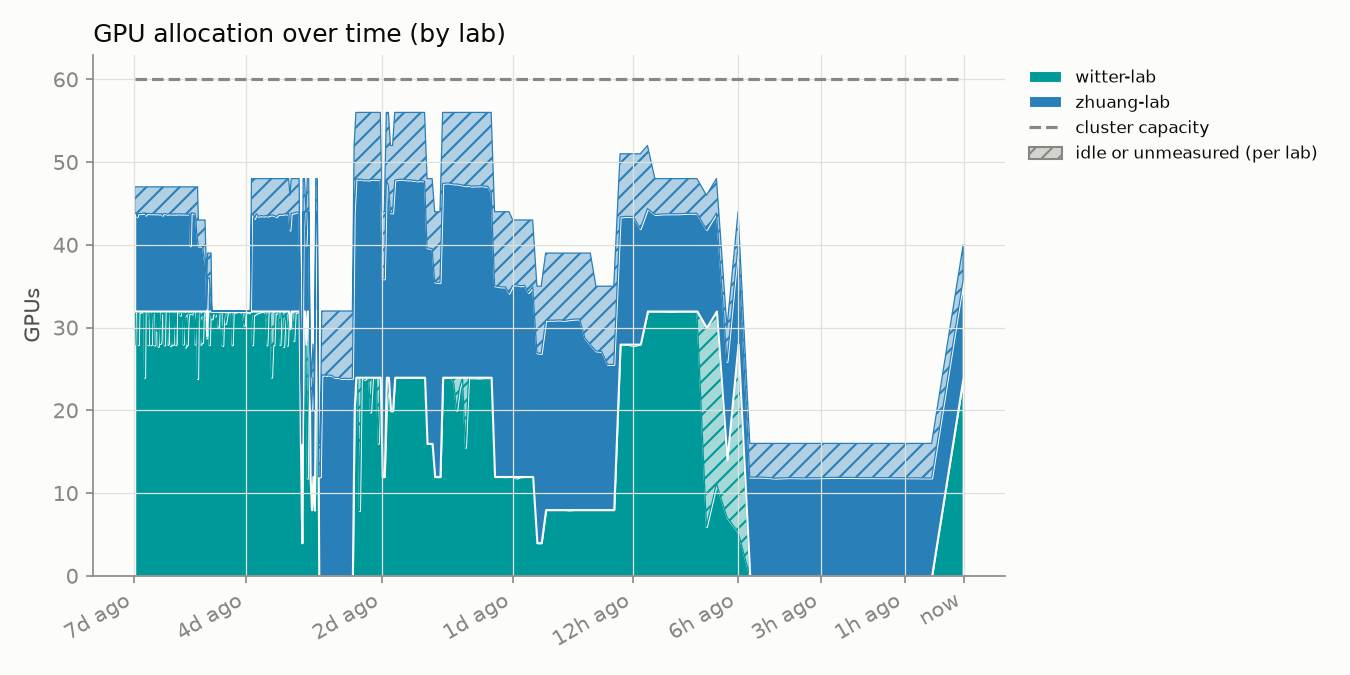 GPU allocation over time (by lab)
GPUs
60
50
40
30
20
10
0
7d ago
4d ago
2d ago
1d ago
12h ago
6h ago
3h ago
1h ago
now
witter-lab
zhuang-lab
cluster capacity
idle or unmeasured (per lab)